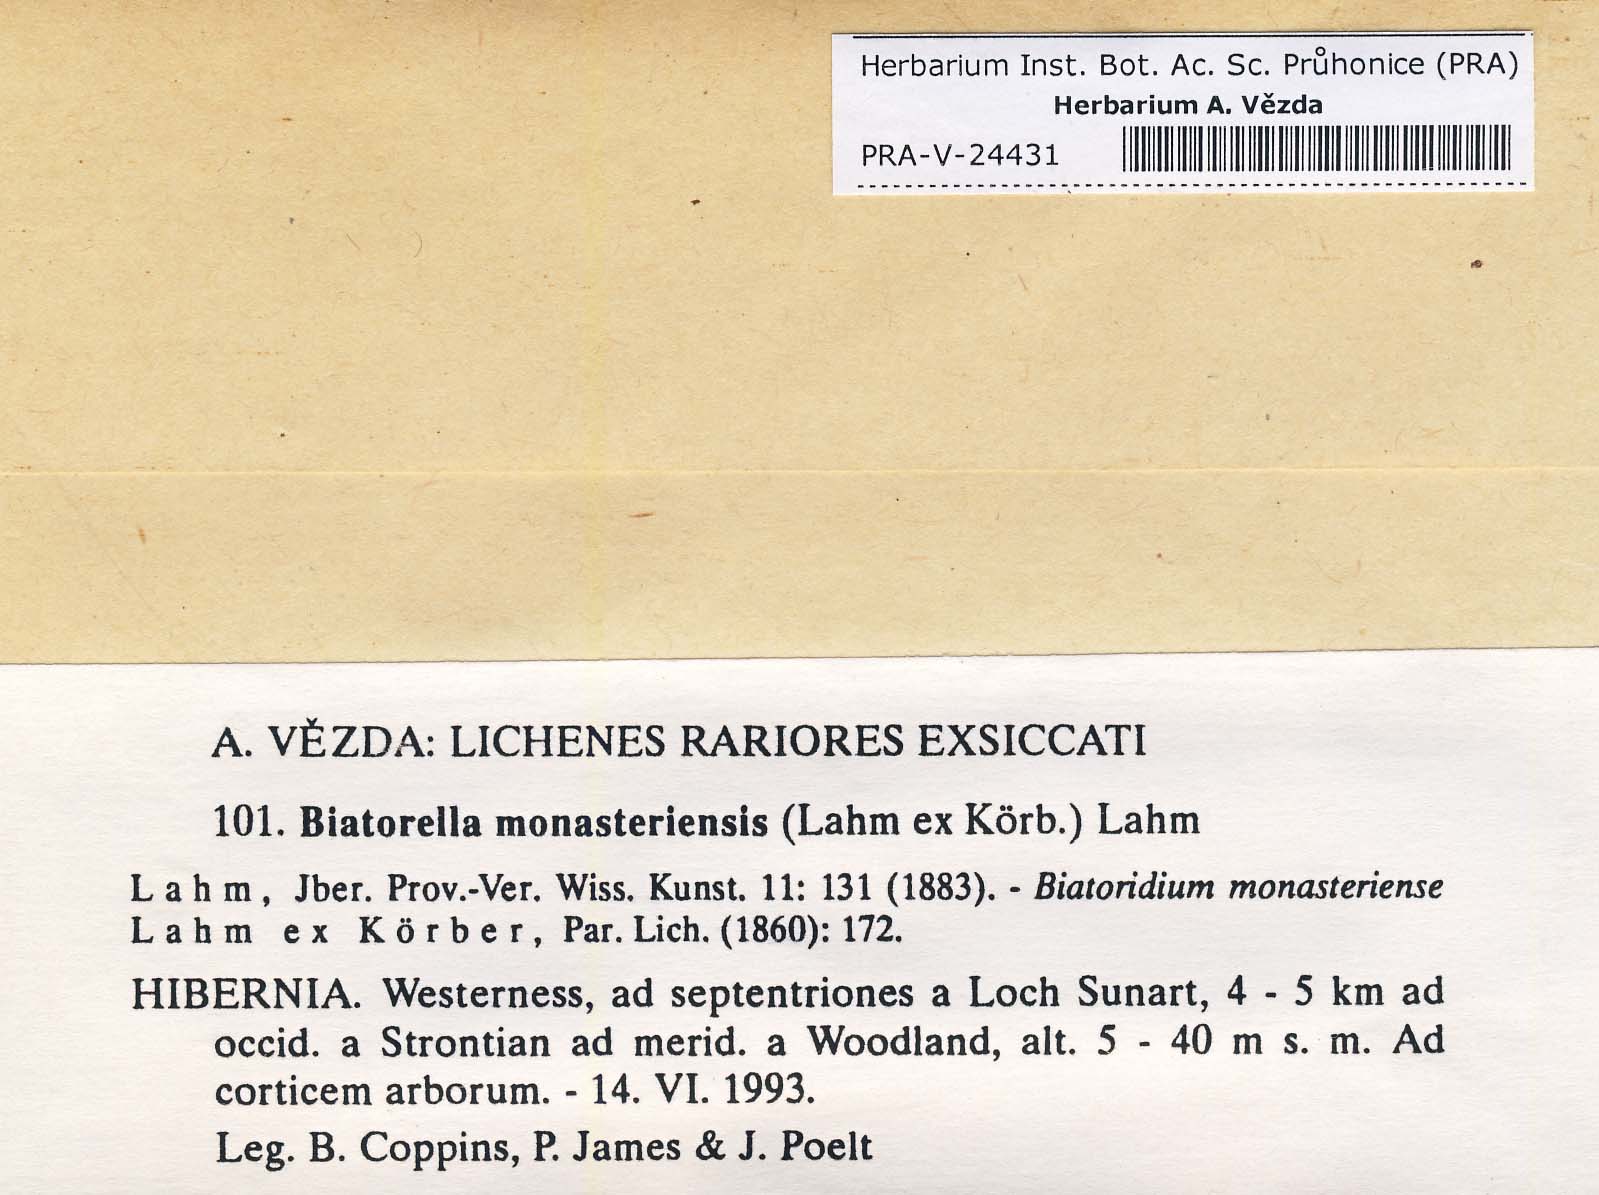 Herbarium Inst. Bot. Ac. Sc. Průhonice (PRA)
Herbarium A. Vězda
PRA-V-24431
A. VĚZDA: LICHENES RARIORES EXSICCATI
101. Biatorella monasteriensis (Lahm ex Körb.) Lahm
Lahm, Jber. Prov.-Ver. Wiss. Kunst. 11: 131 (1883). - Biatoridium monasteriense
Lahm ex Körber, Par. Lich. (1860): 172.
HIBERNIA. Westerness, ad septentriones a Loch Sunart, 4 - 5 km ad
occid. a Strontian ad merid. a Woodland, alt. 5 - 40 m s. m. Ad
corticem arborum. - 14. VI. 1993.
Leg. B. Coppins, P. James & J. Poelt